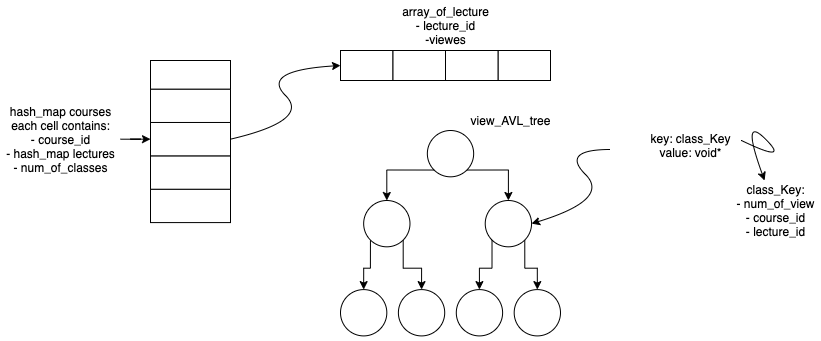 array_of_lecture
- lecture_id
-viewes
hash_map courses
each cell contains:
- course_id
- hash_map lectures
- num_of_classes
view_AVL_tree
key: class_Key
value: void*
class_Key:
- num_of_view
- course_id
- lecture_id